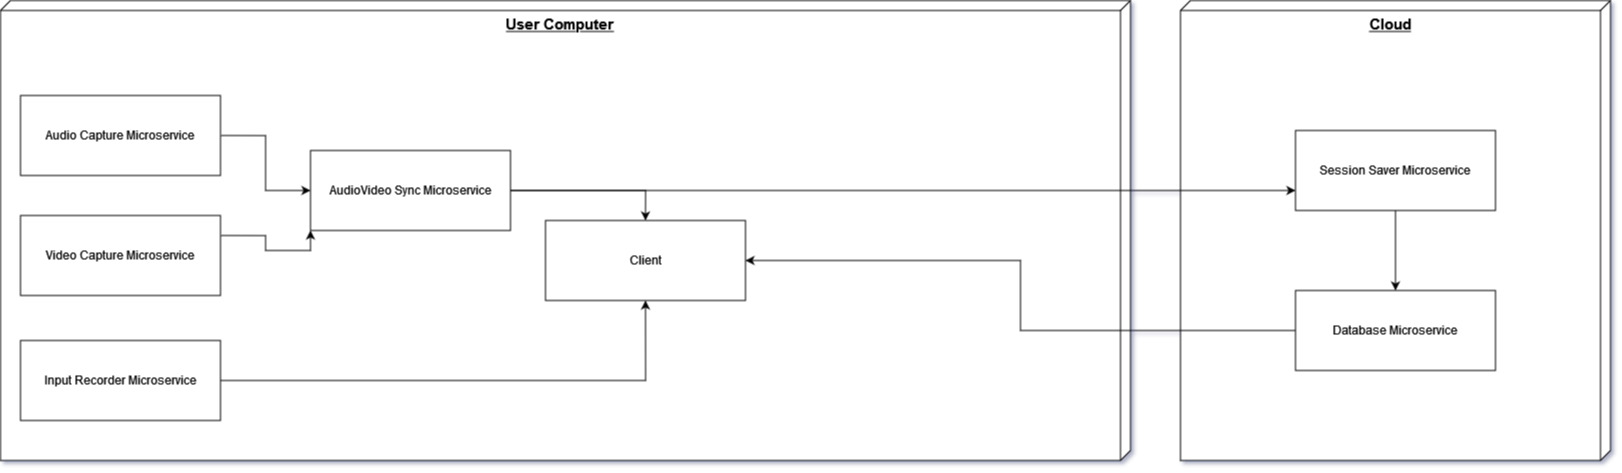 User Computer
Cloud
Audio Capture Microservice
AudioVideo Sync Microservice
Video Capture Microservice
Client
Input Recorder Microservice
Session Saver Microservice
Database Microservice